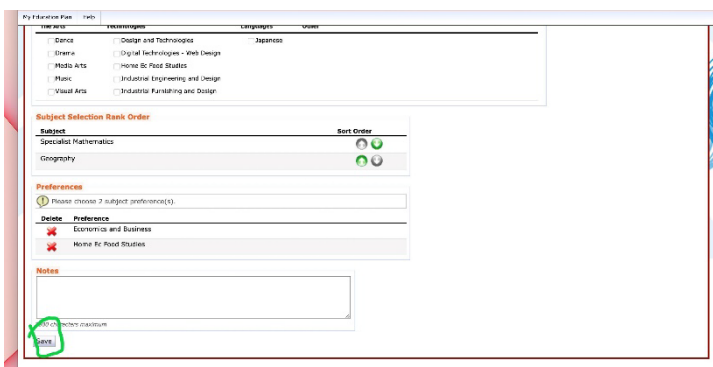 My Education Plan Help
The Arts Technologies Languages Other
Dance Design and Technologies Japanese
Drama Digital Technologies - Web Design
Media Arts Home Ec Food Studies
Music Industrial Engineering and Design
Visual Arts Industrial Furnishing and Design
Subject Selection Rank Order
Subject Sort Order
Specialist Mathematics
Geography
Preferences
Please choose 2 subject preference(s).
Delete Preference
Economics and Business
Home Ec Food Studies
Notes
characters maximum
Save